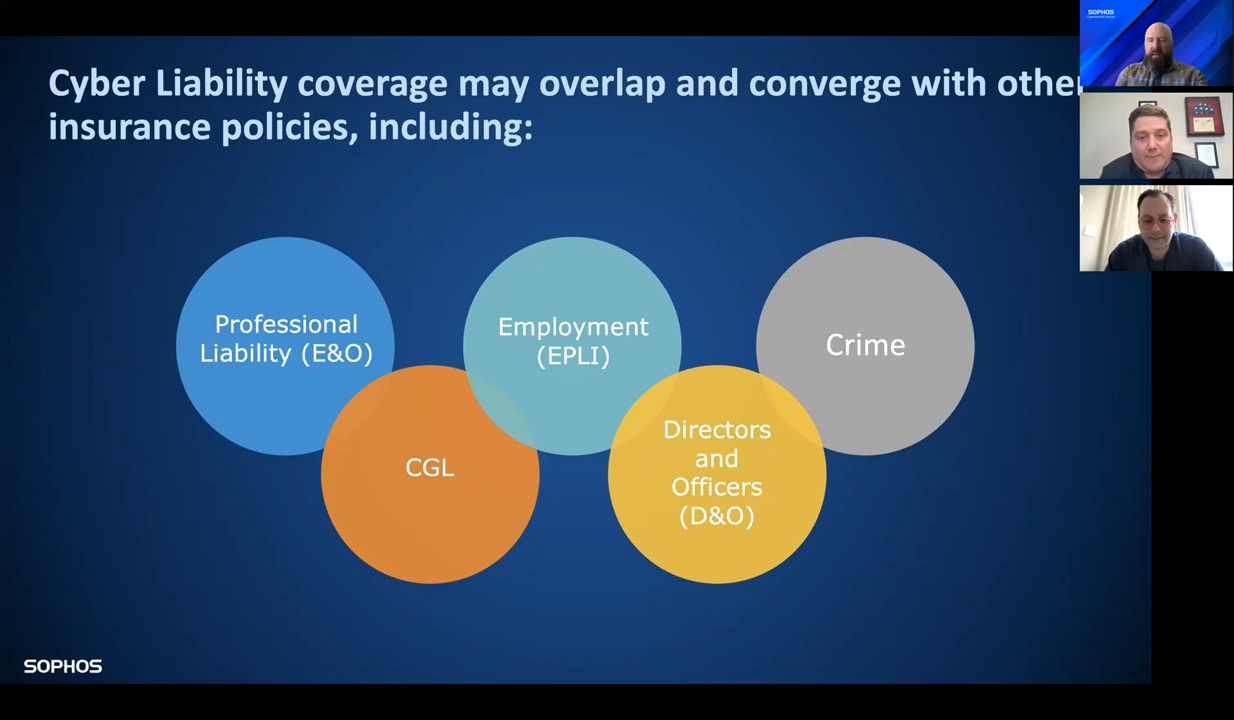 SOPHOS
Cyber Liability coverage may overlap and converge with other
insurance policies, including:
Professional
Liability (E&O)
Employment
(EPLI)
Crime
CGL
Directors
and
Officers
(D&O)
SOPHOS